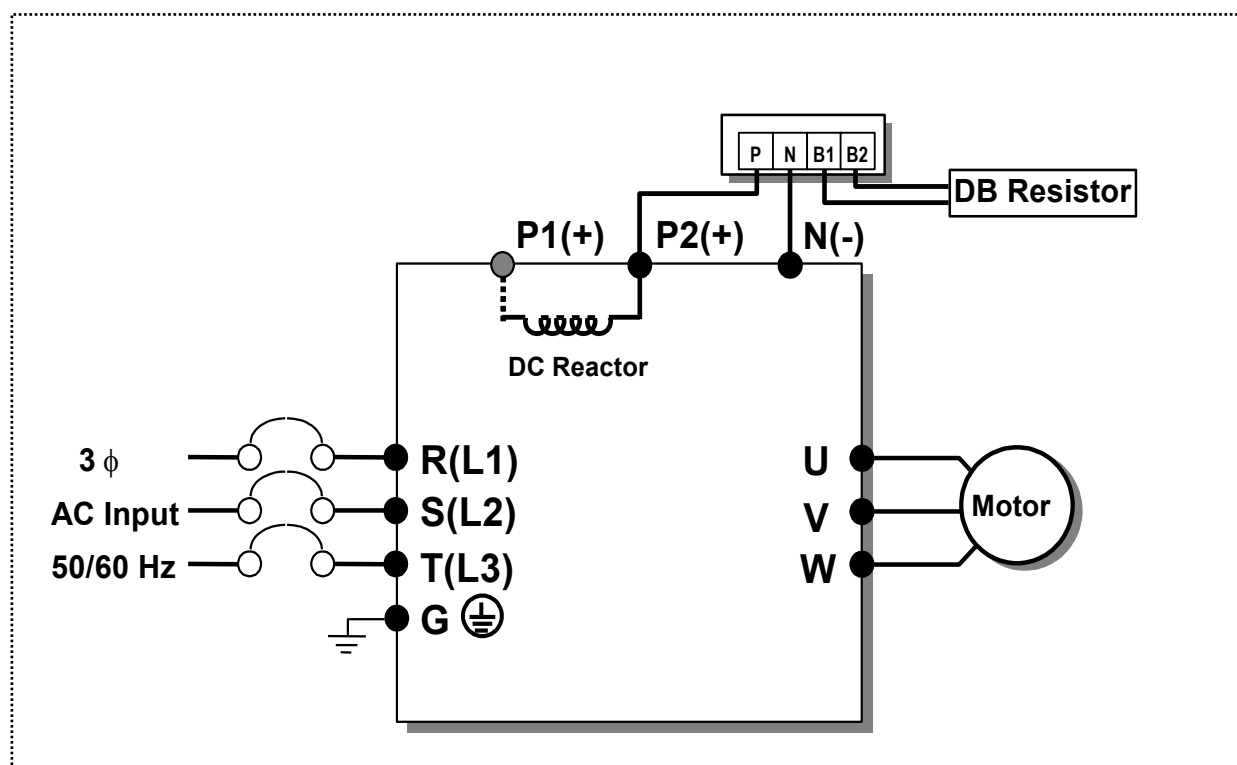 P N B1 B2
DB Resistor
P1(+) P2(+) N(-)
DC Reactor
3 ϕ
AC Input
50/60 Hz
R(L1)
S(L2)
T(L3)
G
U
V
W
Motor